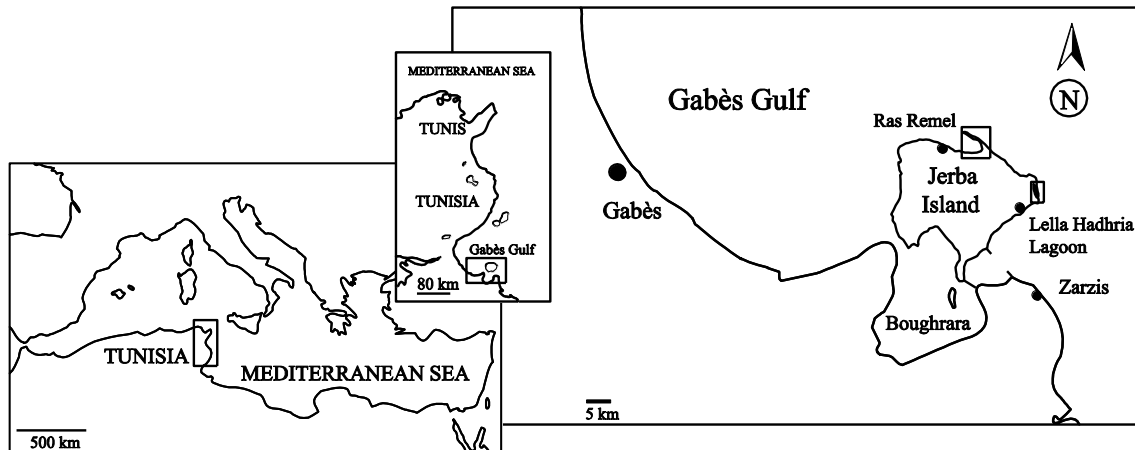 TUNISIA
MEDITERRANEAN SEA
500 km
MEDITERRANEAN SEA
TUNIS
TUNISIA
Gabès Gulf
80 km
Gabès Gulf
N
Ras Remel
Jerba
Island
Gabès
Lella Hadhria
Lagoon
Zarzis
Boughrara
5 km